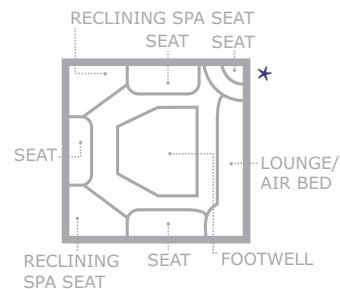 RECLINING SPA SEAT
SEAT
SEAT
SEAT
LOUNGE/
AIR BED
RECLINING
SPA SEAT
SEAT
FOOTWELL